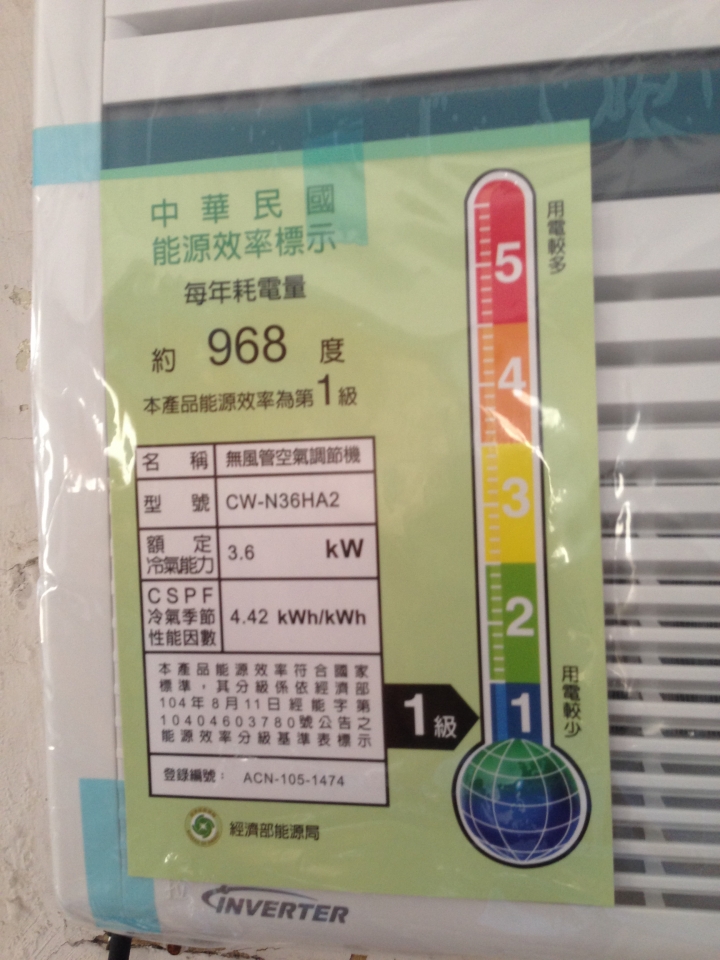 中華民國
能源效率標示
每年耗電量
約 968 度
本產品能源效率為第1級
名稱 無風管空氣調節機
型號 CW-N36HA2
額定冷氣能力 3.6 kW
CSPF
冷氣季節 4.42 kWh/kWh
性能因數
本產品能源效率符合國家
標準，其分級係依經濟部
104年8月11日經能字第
10404603780號公告之
能源效率分級基準表標示
登錄編號： ACN-105-1474
經濟部能源局
用電較多
5
4
3
2
1
用電較少
1級
INVERTER